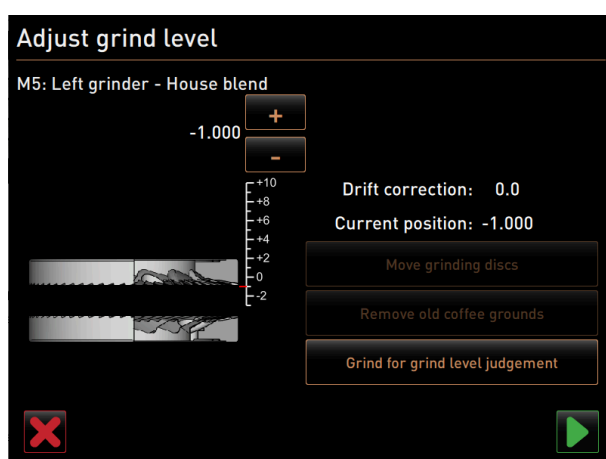 Adjust grind level
M5: Left grinder - House blend
-1.000
+
-
+10
+8
+6
+4
+2
0
-2
Drift correction: 0.0
Current position: -1.000
Move grinding discs
Remove old coffee grounds
Grind for grind level judgement